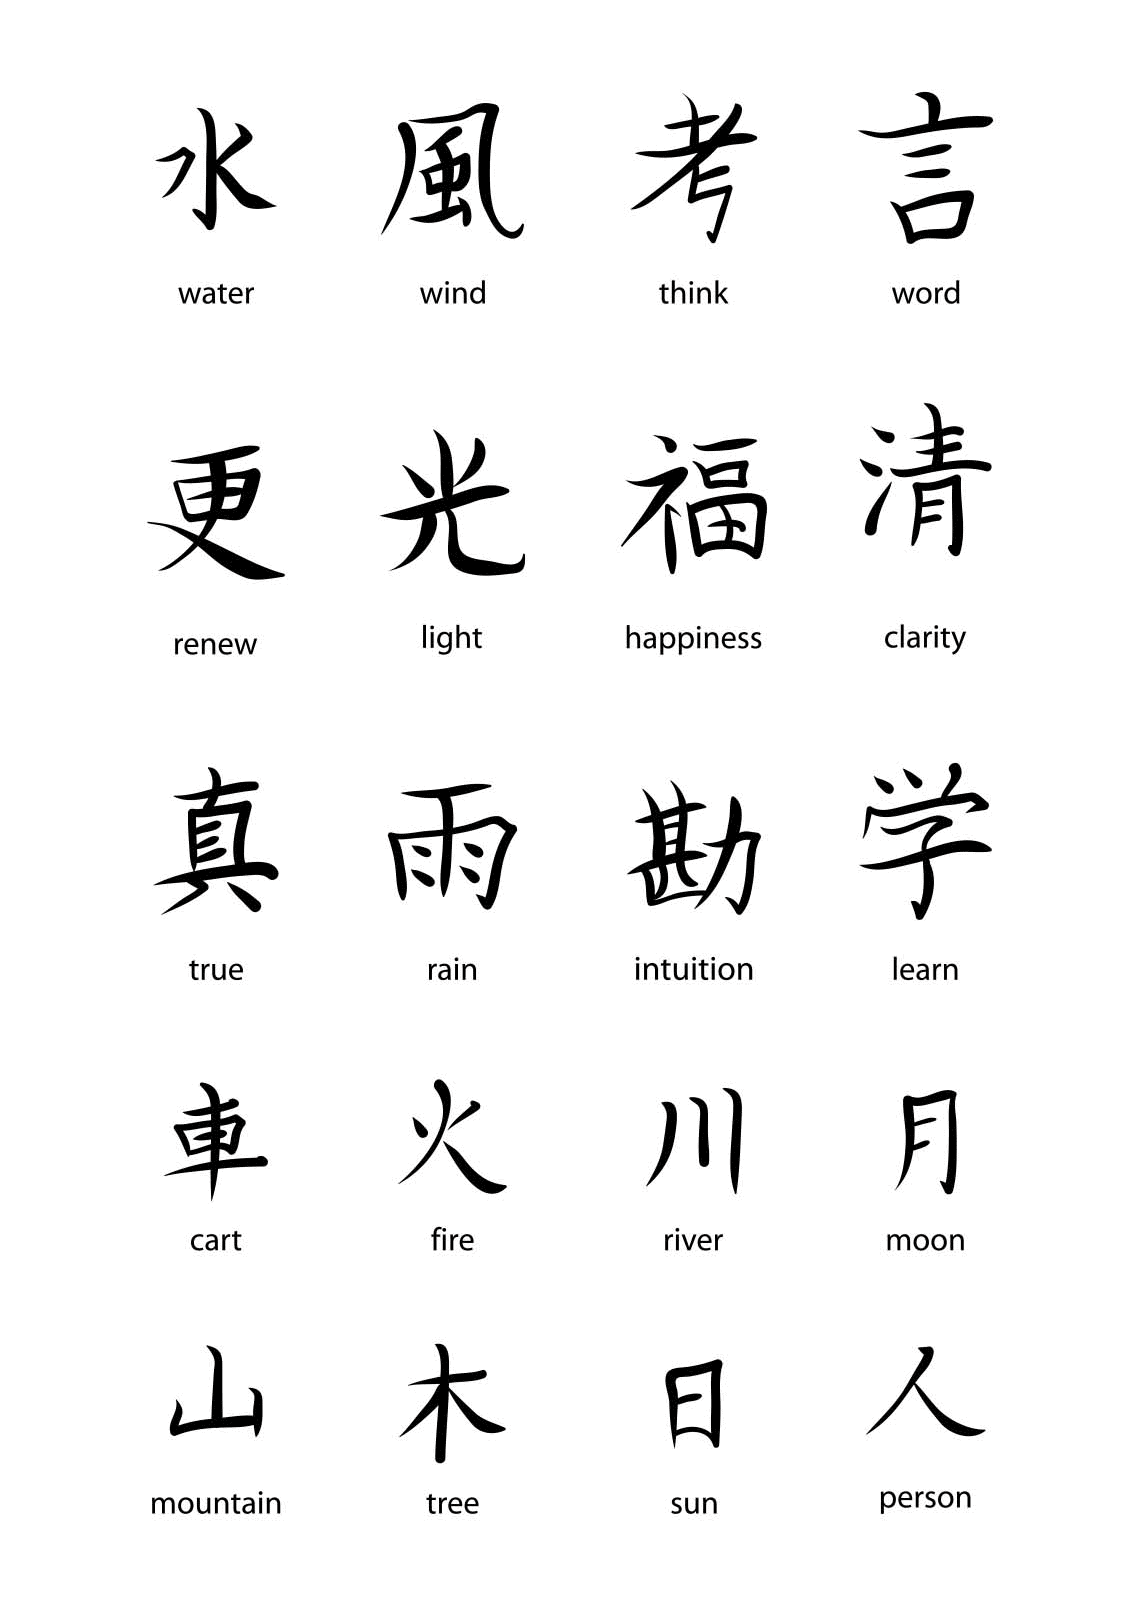 水 風 考 言
water wind think word
更 光 福 清
renew light happiness clarity
真 雨 勘 学
true rain intuition learn
車 火 川 月
cart fire river moon
山 木 日 人
mountain tree sun person